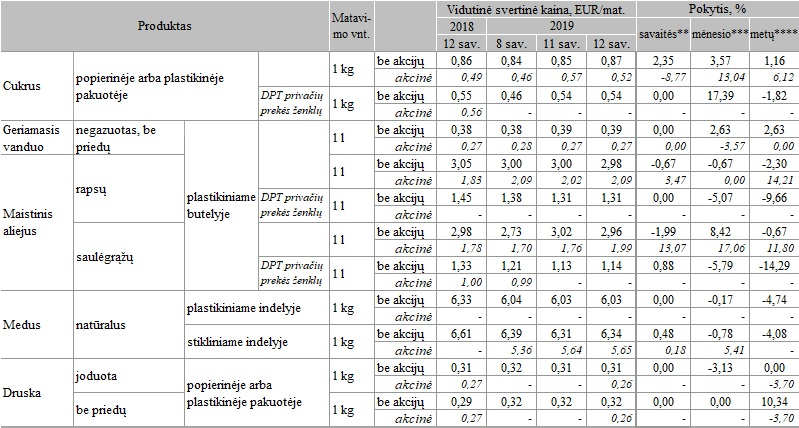 Produktas Matavi- Vidutinė svertinė kaina, EUR/mat. Pokytis, %
mo vnt. 2018 2019 savaitės** mėnesio*** metų****
12 sav. 8 sav. 11 sav. 12 sav.
Cukrus popierinėje arba plastikinėje pakuotėje 1 kg be akcijų 0,86 0,84 0,85 0,87 2,35 3,57 1,16
akcinė 0,49 0,46 0,57 0,52 -8,77 13,04 6,12
DPT privačių prekės ženklų 1 kg be akcijų 0,55 0,46 0,54 0,54 0,00 17,39 -1,82
akcinė 0,56 - - - - - -
Geriamasis vanduo negazuotas, be priedų plastikiniame butelyje 1 l be akcijų 0,38 0,38 0,39 0,39 0,00 2,63 2,63
akcinė 0,27 0,28 0,27 0,27 0,00 -3,57 0,00
Maistinis aliejus rapsų 1 l be akcijų 3,05 3,00 3,00 2,98 -0,67 -0,67 -2,30
akcinė 1,83 2,09 2,02 2,09 3,47 0,00 14,21
DPT privačių prekės ženklų 1 l be akcijų 1,45 1,38 1,31 1,31 0,00 -5,07 -9,66
akcinė - - - - - - -
saulėgrąžų 1 l be akcijų 2,98 2,73 3,02 2,96 -1,99 8,42 -0,67
akcinė 1,78 1,70 1,76 1,99 13,07 17,06 11,80
DPT privačių prekės ženklų 1 l be akcijų 1,33 1,21 1,13 1,14 0,88 -5,79 -14,29
akcinė 1,00 0,99 - - - - -
Medus natūralus plastikiniame indelyje 1 kg be akcijų 6,33 6,04 6,03 6,03 0,00 -0,17 -4,74
akcinė - - - - - - -
stikliniame indelyje 1 kg be akcijų 6,61 6,39 6,31 6,34 0,48 -0,78 -4,08
akcinė - 5,36 5,64 5,65 0,18 5,41 -
Druska joduota popierinėje arba plastikinėje pakuotėje 1 kg be akcijų 0,31 0,32 0,31 0,31 0,00 -3,13 0,00
akcinė 0,27 - - 0,26 - - -3,70
be priedų 1 kg be akcijų 0,29 0,32 0,32 0,32 0,00 0,00 10,34
akcinė 0,27 - - 0,26 - - -3,70